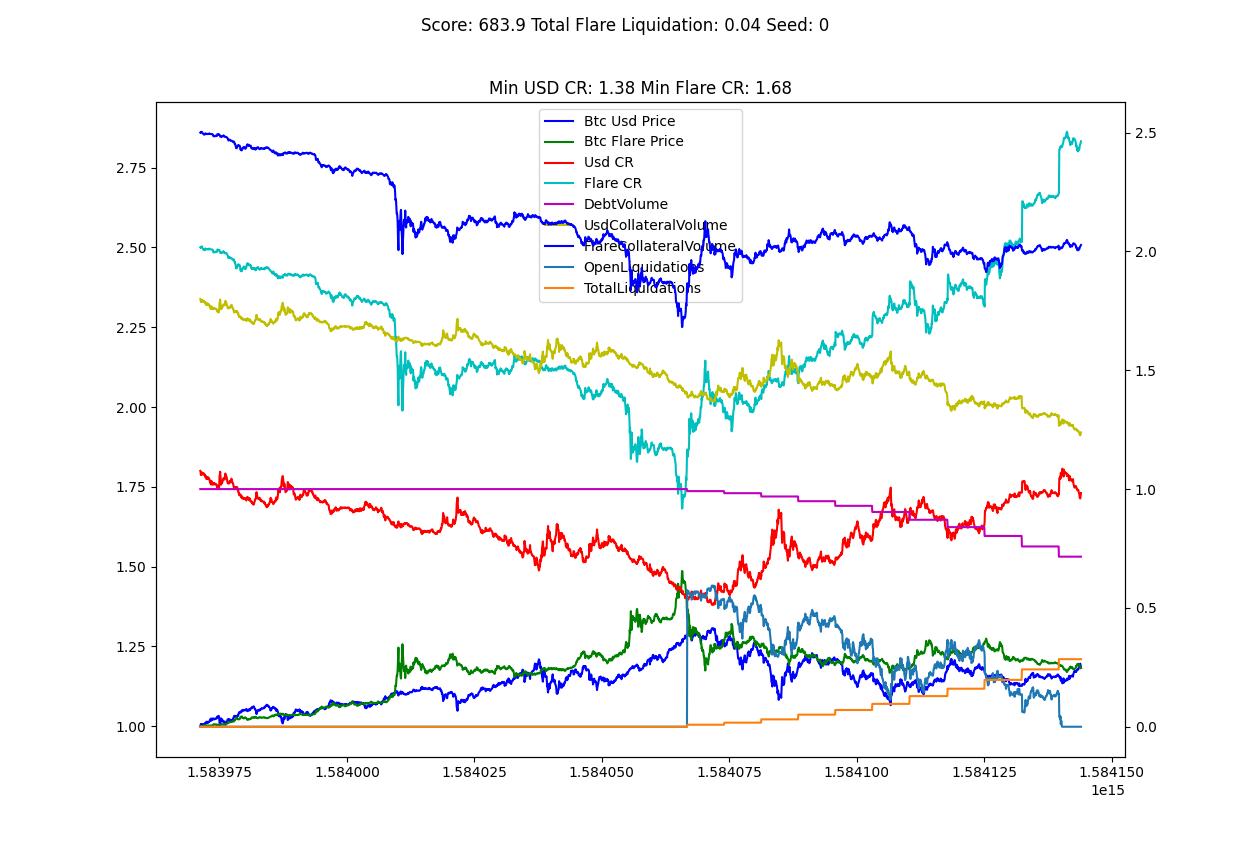 Score: 683.9 Total Flare Liquidation: 0.04 Seed: 0
Min USD CR: 1.38 Min Flare CR: 1.68
Btc Usd Price
Btc Flare Price
Usd CR
Flare CR
DebtVolume
UsdCollateralVolume
FlareCollateralVolume
OpenLiquidations
TotalLiquidations
2.75
2.50
2.25
2.00
1.75
1.50
1.25
1.00
2.5
2.0
1.5
1.0
0.5
0.0
1.583975 1.584000 1.584025 1.584050 1.584075 1.584100 1.584125 1.584150
1e15